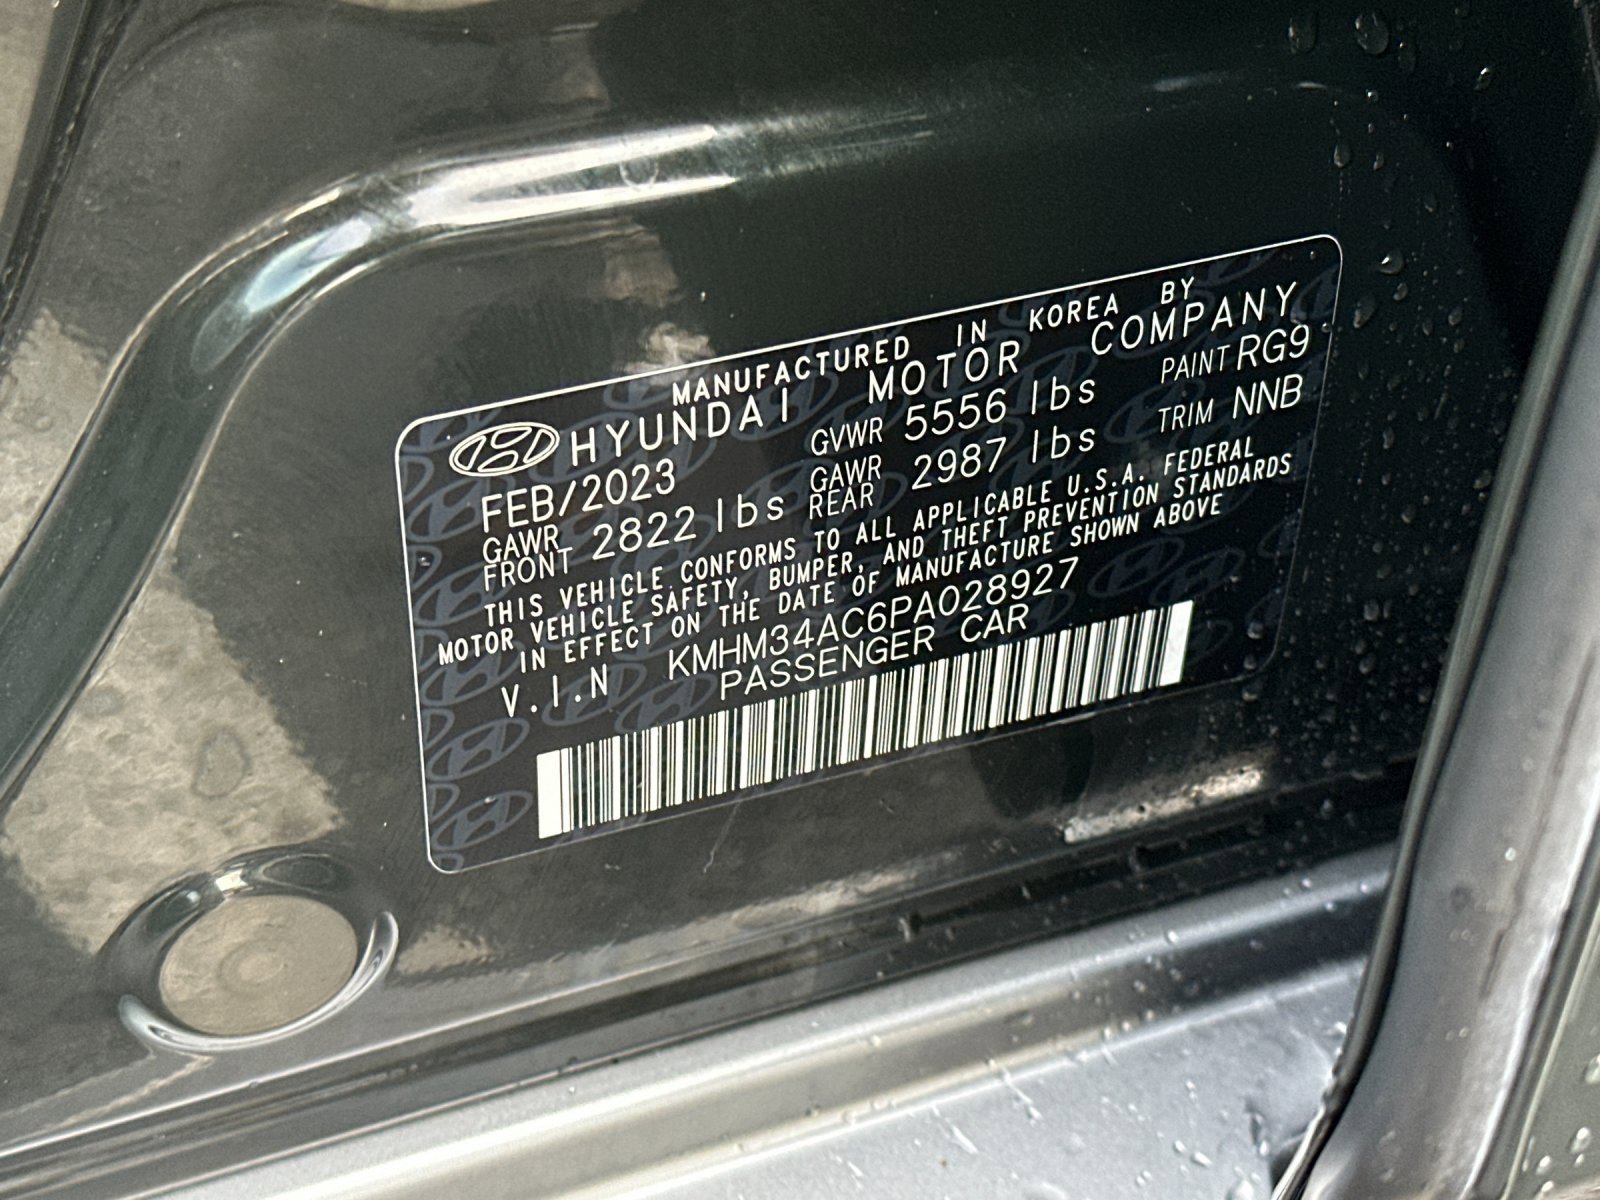 MANUFACTURED IN KOREA BY
HYUNDAI MOTOR COMPANY
FEB/2023 GVWR 5556 lbs PAINT RG9
GAWR FRONT 2822 lbs GAWR REAR 2987 lbs TRIM NNB
THIS VEHICLE CONFORMS TO ALL APPLICABLE U.S.A. FEDERAL
MOTOR VEHICLE SAFETY, BUMPER, AND THEFT PREVENTION STANDARDS
IN EFFECT ON THE DATE OF MANUFACTURE SHOWN ABOVE
V.I.N KMHM34AC6PA028927
PASSENGER CAR